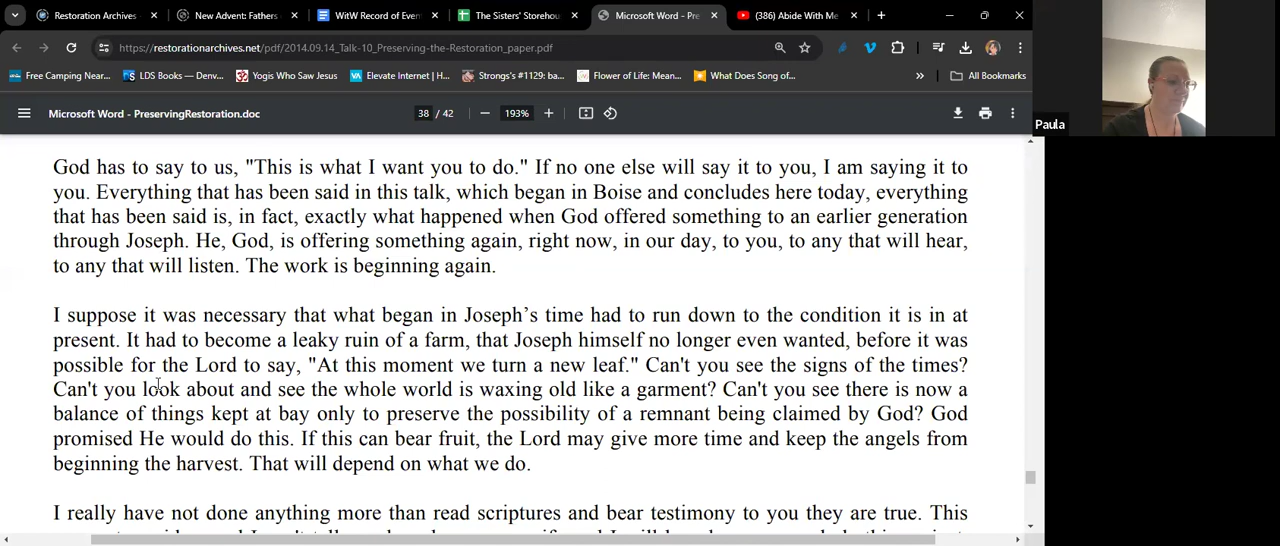 Restoration Archives -
New Advent: Fathers
WitW Record of Even
The Sisters' Storehou
Microsoft Word - Pre
(386) Abide With Me
https://restorationarchives.net/pdf/2014.09.14_Talk-10_Preserving-the-Restoration_paper.pdf
Free Camping Near...
LDS Books — Denv...
Yogis Who Saw Jesus
Elevate Internet | H...
Strong's #1129: ba...
Flower of Life: Mean...
What Does Song of...
»
All Bookmarks
Microsoft Word - PreservingRestoration.doc
38 / 42
193%
Paula
God has to say to us, "This is what I want you to do." If no one else will say it to you, I am saying it to
you. Everything that has been said in this talk, which began in Boise and concludes here today, everything
that has been said is, in fact, exactly what happened when God offered something to an earlier generation
through Joseph. He, God, is offering something again, right now, in our day, to you, to any that will hear,
to any that will listen. The work is beginning again.
I suppose it was necessary that what began in Joseph's time had to run down to the condition it is in at
present. It had to become a leaky ruin of a farm, that Joseph himself no longer even wanted, before it was
possible for the Lord to say, "At this moment we turn a new leaf." Can't you see the signs of the times?
Can't you look about and see the whole world is waxing old like a garment? Can't you see there is now a
balance of things kept at bay only to preserve the possibility of a remnant being claimed by God? God
promised He would do this. If this can bear fruit, the Lord may give more time and keep the angels from
beginning the harvest. That will depend on what we do.
I really have not done anything more than read scriptures and bear testimony to you they are true. This